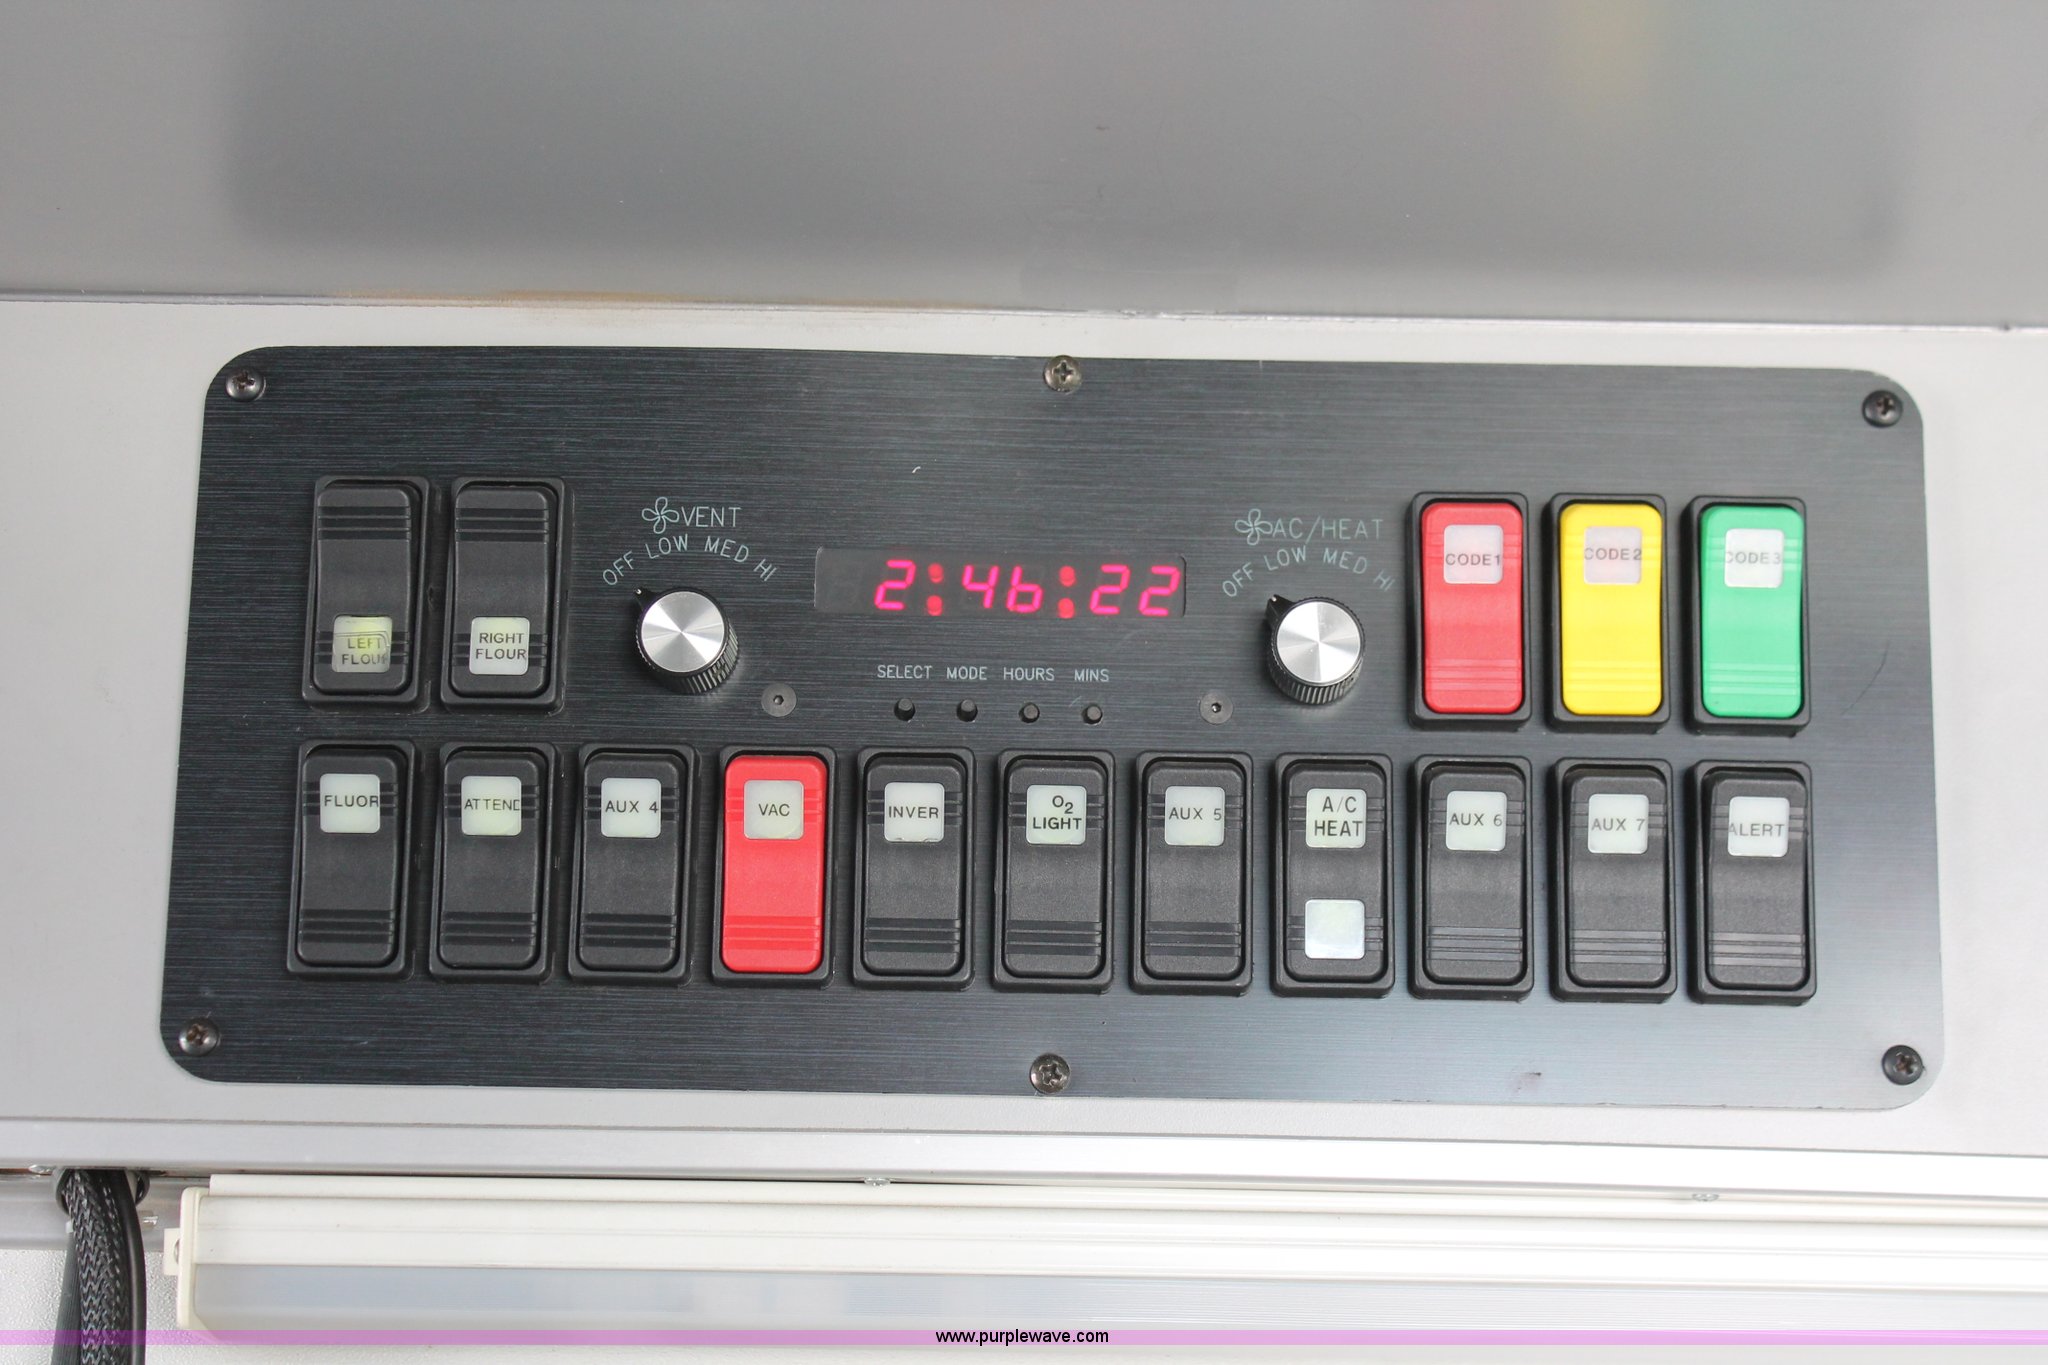 VENT
OFF LOW MED HI
2:46:22
AC/HEAT
OFF LOW MED HI
CODE1
CODE2
CODE3
LEFT
FLOUR
RIGHT
FLOUR
SELECT MODE HOURS MINS
FLUOR
ATTEND
AUX 4
VAC
INVER
O2
LIGHT
AUX 5
A/C
HEAT
AUX 6
AUX 7
ALERT
www.purplewave.com